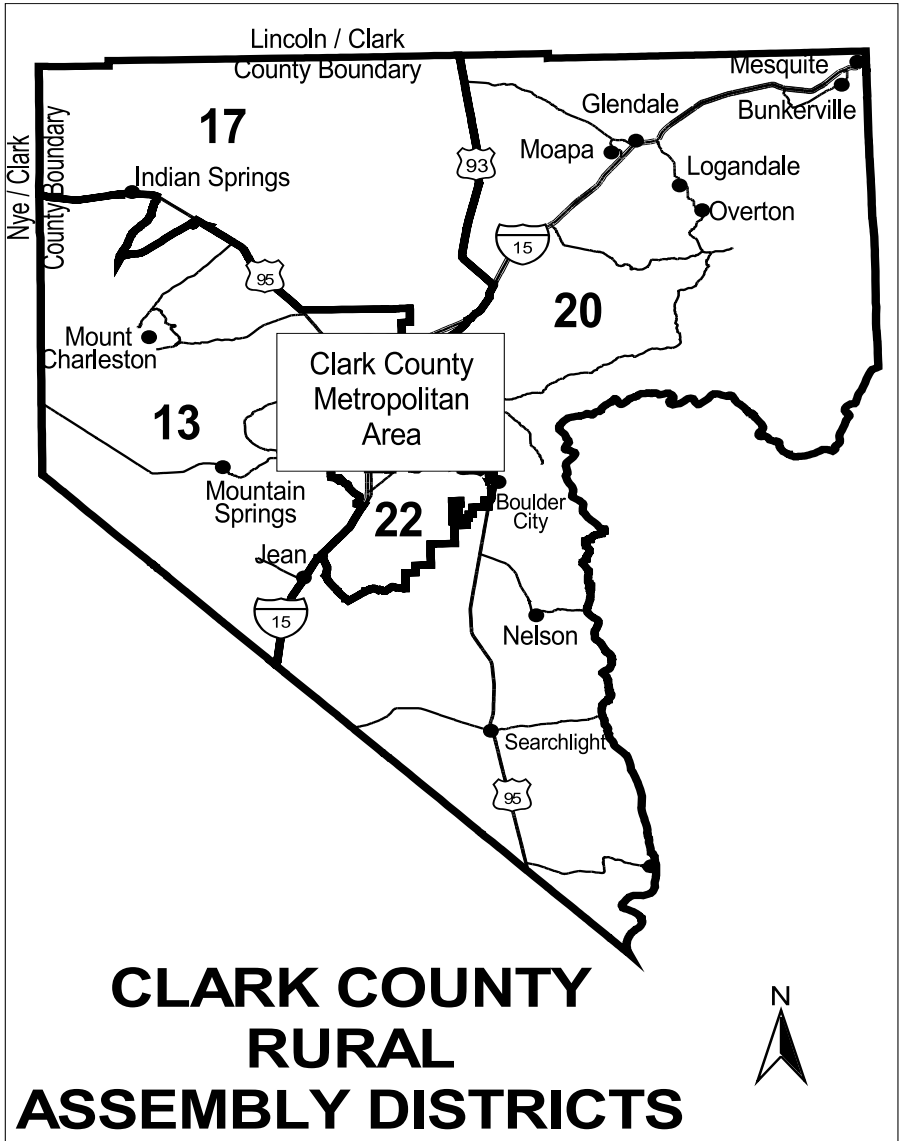 Lincoln / Clark
County Boundary
Mesquite
Bunkerville
Glendale
17
Moapa
93
Logandale
Indian Springs
Nye / Clark
County Boundary
Overton
15
95
20
Mount
Charleston
Clark County
Metropolitan
Area
13
Mountain
Springs
22
Boulder
City
Jean
15
Nelson
Searchlight
95
CLARK COUNTY
RURAL
ASSEMBLY DISTRICTS
N